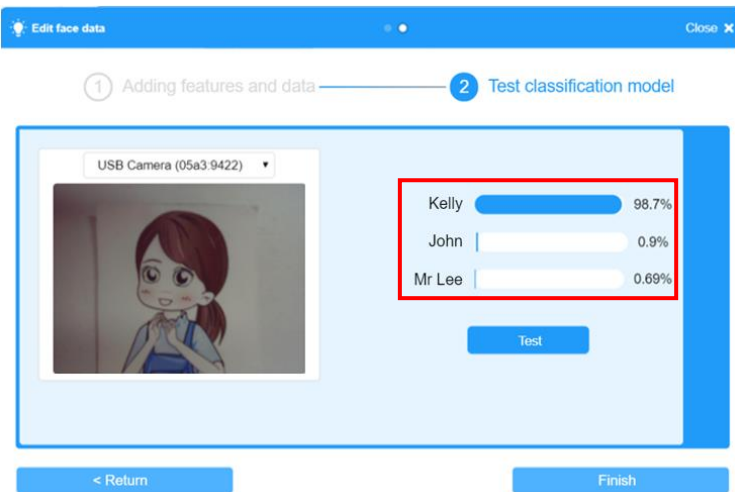 Edit face data
Close ✕
1 Adding features and data
2 Test classification model
USB Camera (05a3:9422)
Kelly 98.7%
John 0.9%
Mr Lee 0.69%
Test
< Return
Finish